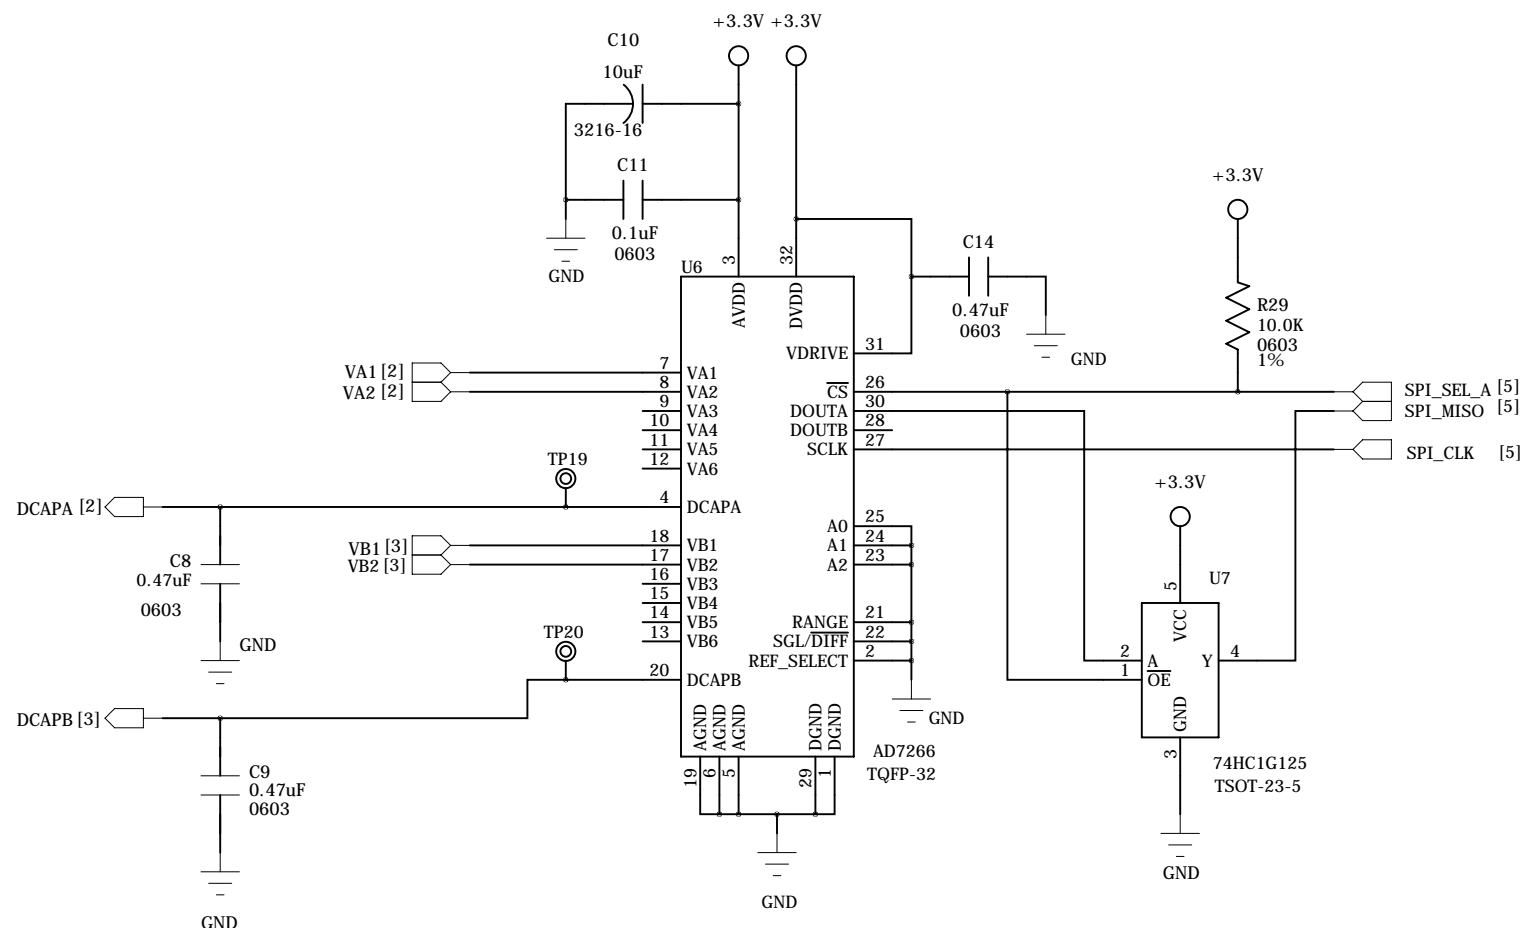 +3.3V +3.3V
C10
10uF
3216-16
C11
0.1uF
0603
GND
+3.3V
C14
0.47uF
0603
GND
R29
10.0K
0603
1%
U6
3
32
AVDD
DVDD
VDRIVE 31
VA1 [2] 7 VA1
VA2 [2] 8 VA2
9 VA3
10 VA4
11 VA5
12 VA6
CS 26
DOUTA 30
DOUTB 28
SCLK 27
SPI_SEL_A [5]
SPI_MISO [5]
SPI_CLK [5]
TP19
DCAPA [2] 4 DCAPA
C8
0.47uF
0603
GND
VB1 [3] 18 VB1
VB2 [3] 17 VB2
16 VB3
15 VB4
14 VB5
13 VB6
A0 25
A1 24
A2 23
RANGE 21
SGL/DIFF 22
REF_SELECT 2
GND
TP20
20 DCAPB
DCAPB [3]
C9
0.47uF
0603
GND
AGND
AGND
AGND
DGND
DGND
19
6
5
29
1
GND
AD7266
TQFP-32
+3.3V
U7
5
VCC
2 A
1 OE
Y 4
GND
3
74HC1G125
TSOT-23-5
GND